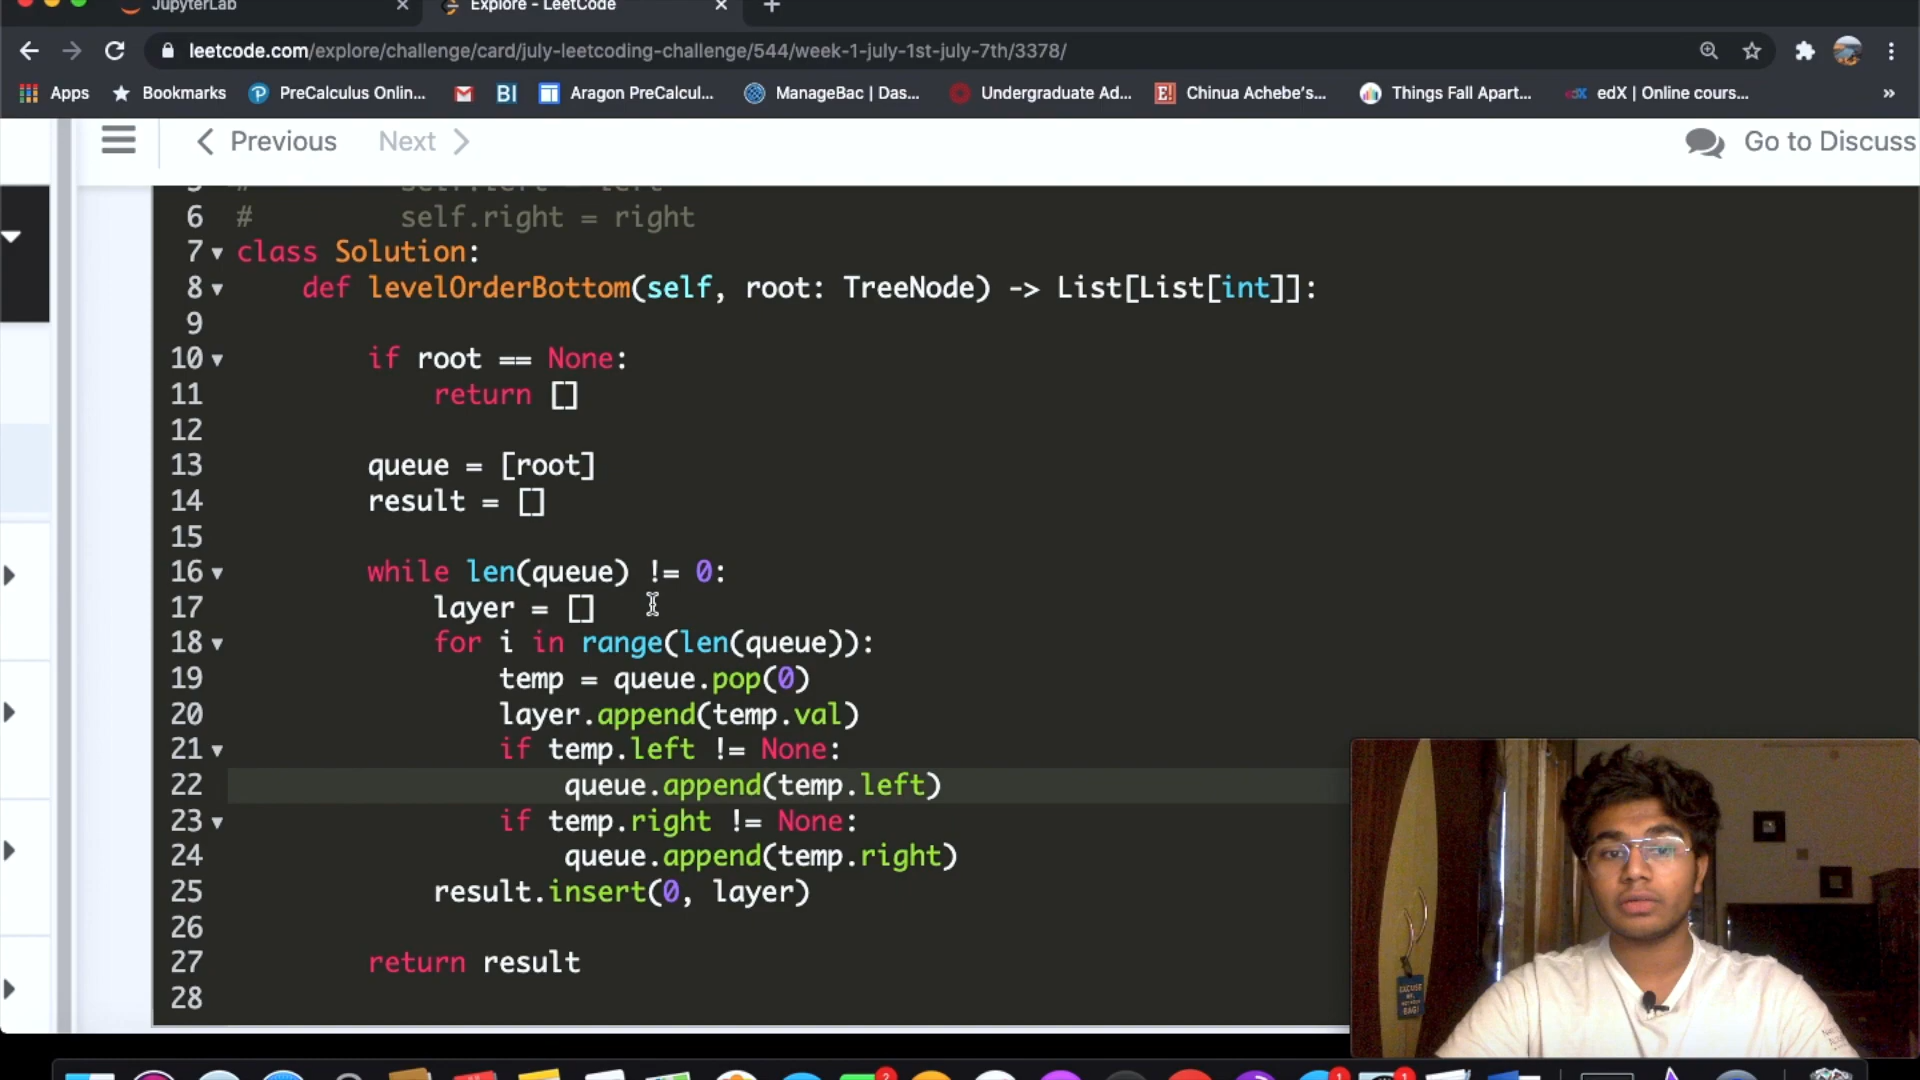 JupyterLab
Explore - LeetCode
leetcode.com/explore/challenge/card/july-leetcoding-challenge/544/week-1-july-1st-july-7th/3378/
Apps Bookmarks PreCalculus Onlin... BI Aragon PreCalcul... ManageBac | Das... Undergraduate Ad... E! Chinua Achebe's... Things Fall Apart... edX | Online cours... »
Previous Next Go to Discuss
5 # self.left = left
6 # self.right = right
7 class Solution:
8 def levelOrderBottom(self, root: TreeNode) -> List[List[int]]:
9
10 if root == None:
11 return []
12
13 queue = [root]
14 result = []
15
16 while len(queue) != 0:
17 layer = []
18 for i in range(len(queue)):
19 temp = queue.pop(0)
20 layer.append(temp.val)
21 if temp.left != None:
22 queue.append(temp.left)
23 if temp.right != None:
24 queue.append(temp.right)
25 result.insert(0, layer)
26
27 return result
28